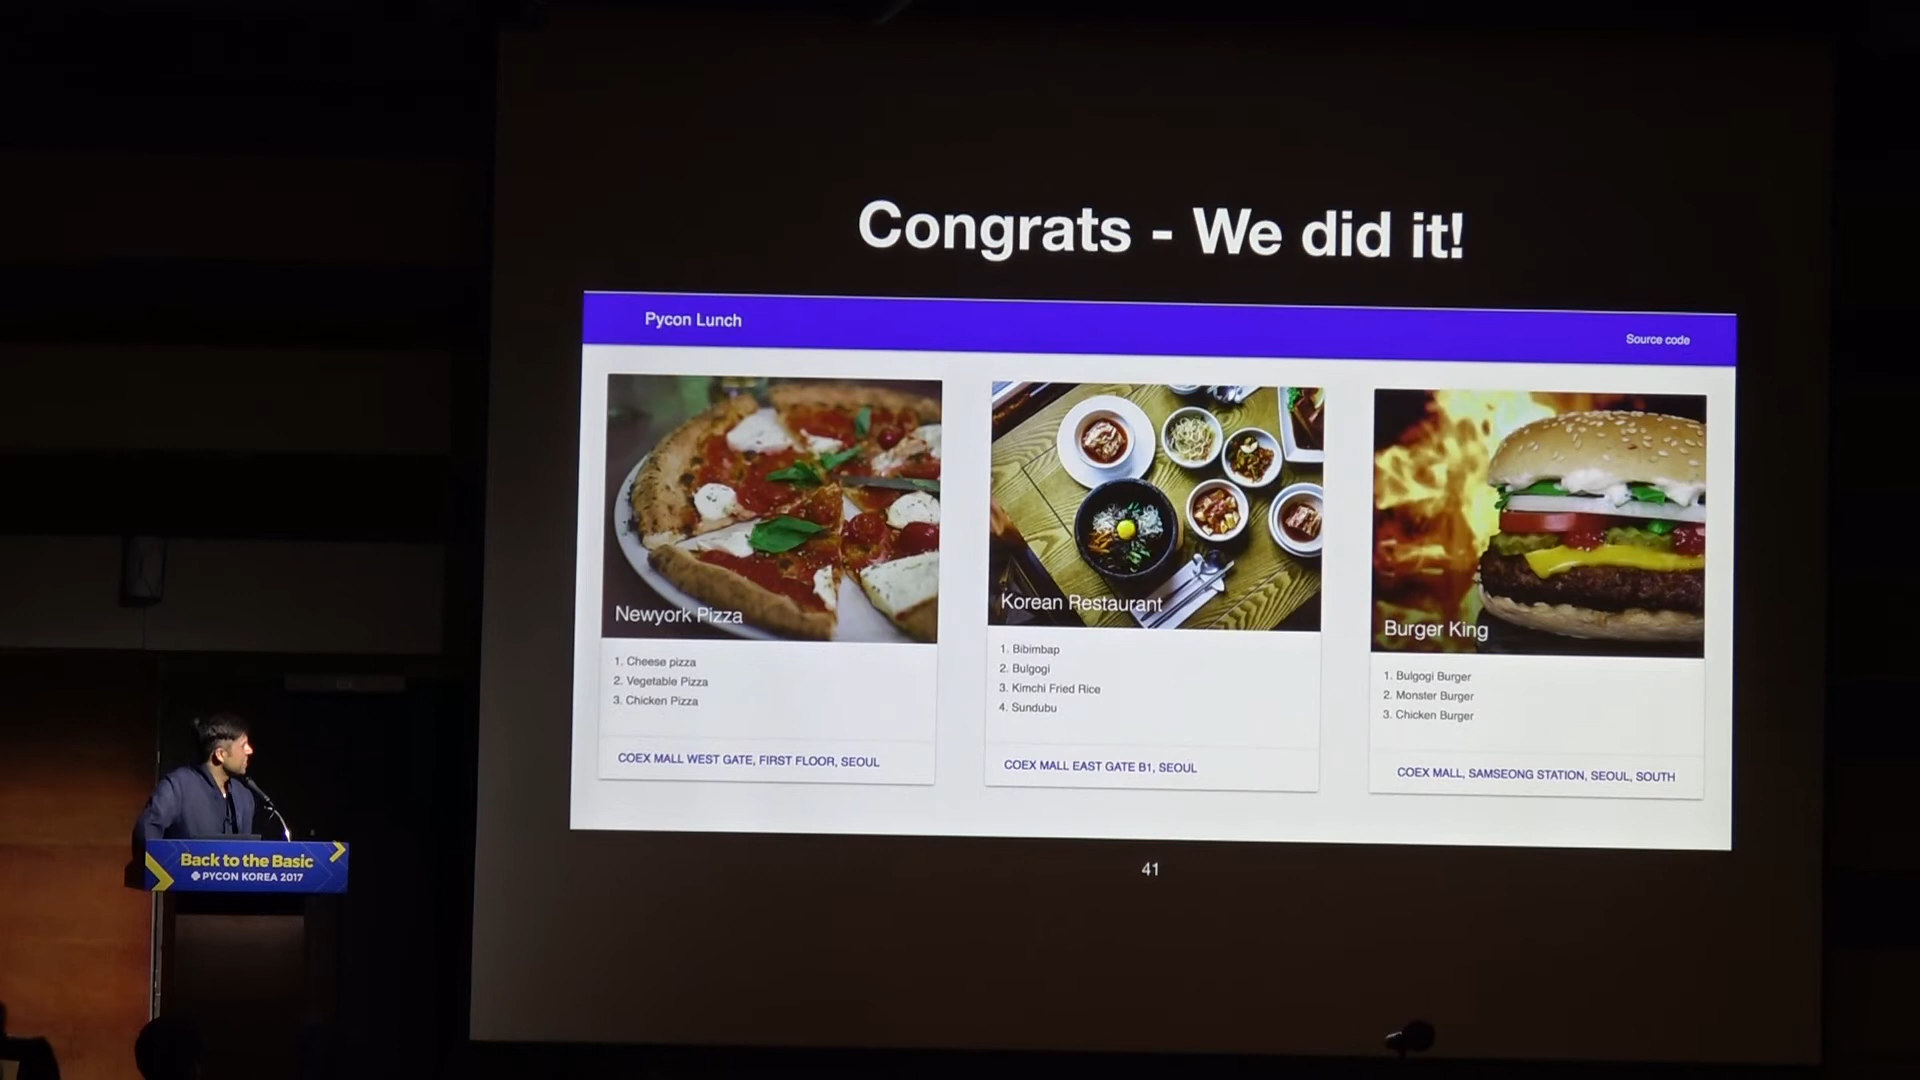 Congrats - We did it!
Pycon Lunch
Source code
Newyork Pizza
1. Cheese pizza
2. Vegetable Pizza
3. Chicken Pizza
COEX MALL WEST GATE, FIRST FLOOR, SEOUL
Korean Restaurant
1. Bibimbap
2. Bulgogi
3. Kimchi Fried Rice
4. Sundubu
COEX MALL EAST GATE B1, SEOUL
Burger King
1. Bulgogi Burger
2. Monster Burger
3. Chicken Burger
COEX MALL, SAMSEONG STATION, SEOUL, SOUTH
41
Back to the Basic
PYCON KOREA 2017